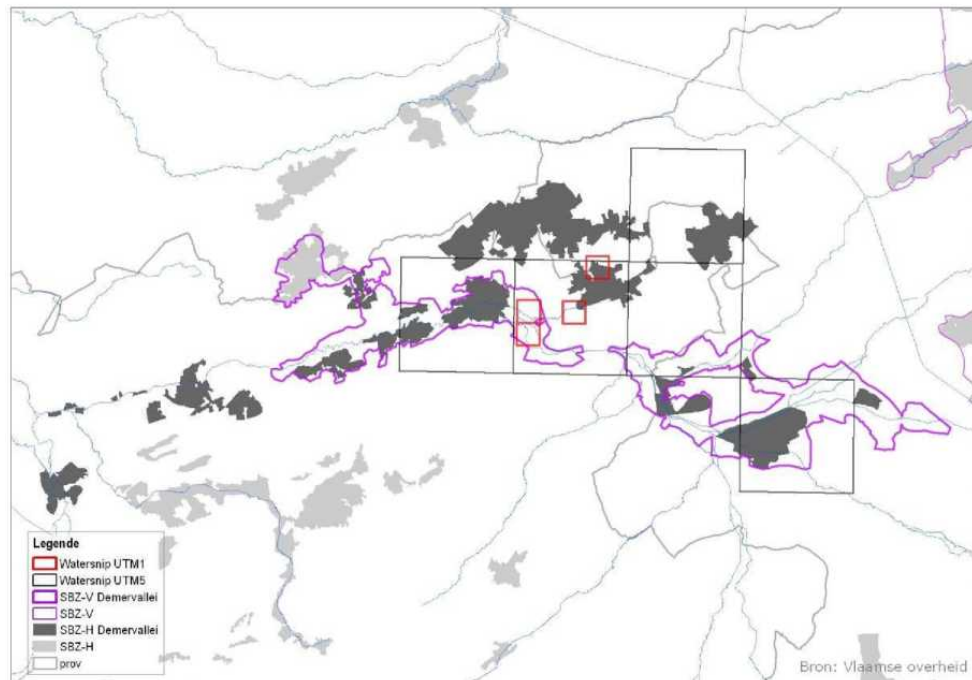 Legende
Watersnip UTM1
Watersnip UTM5
SBZ-V Demervallei
SBZ-V
SBZ-H Demervallei
SBZ-H
prov
Bron: Vlaamse overheid